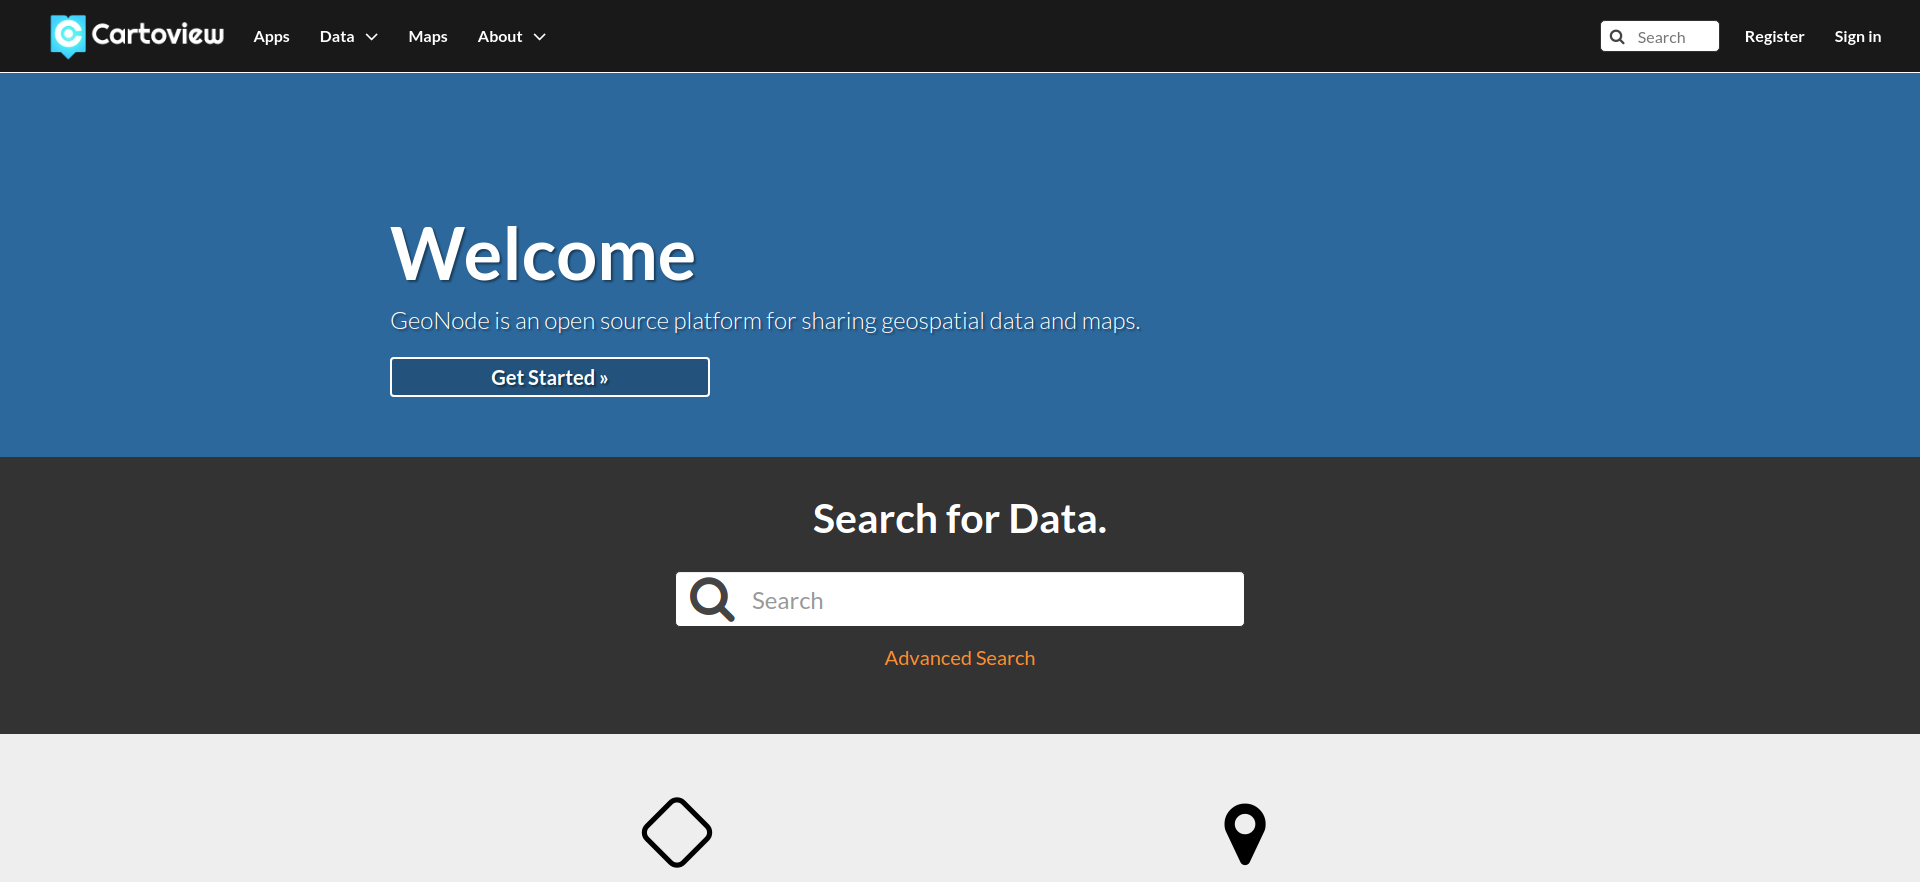 Cartoview Apps Data Maps About Search Register Sign in
Welcome
GeoNode is an open source platform for sharing geospatial data and maps.
Get Started »
Search for Data.
Search
Advanced Search